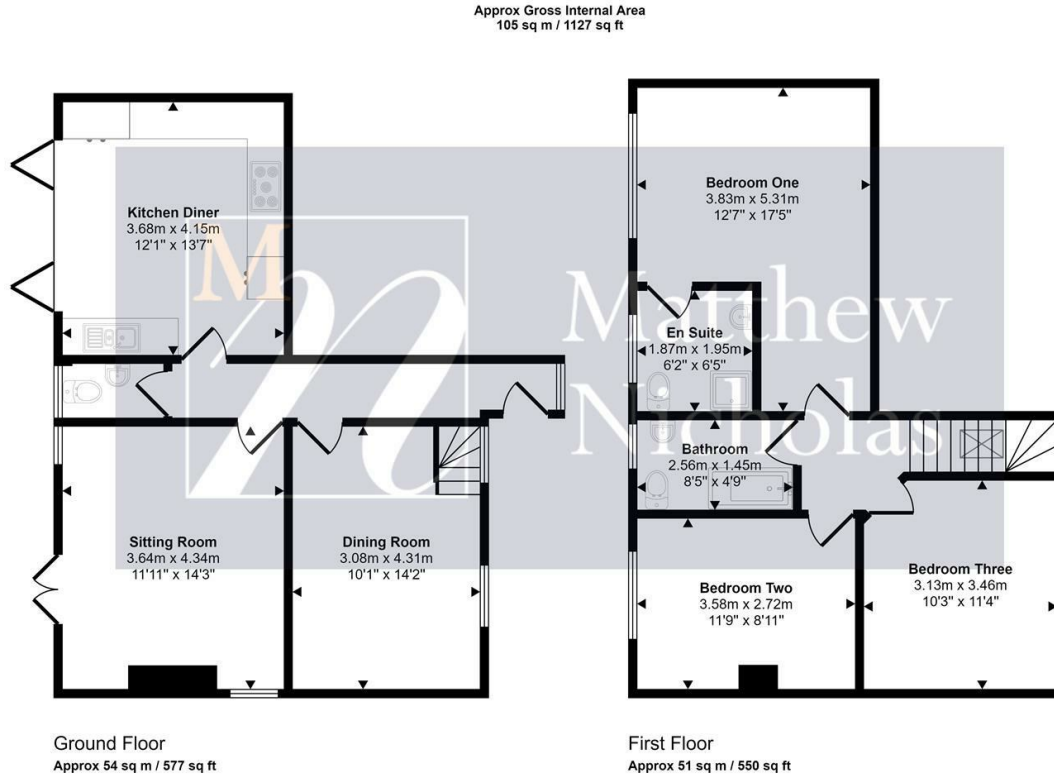 Approx Gross Internal Area
105 sq m / 1127 sq ft
Kitchen Diner
3.68m x 4.15m
12'1" x 13'7"
Sitting Room
3.64m x 4.34m
11'11" x 14'3"
Dining Room
3.08m x 4.31m
10'1" x 14'2"
Ground Floor
Approx 54 sq m / 577 sq ft
Bedroom One
3.83m x 5.31m
12'7" x 17'5"
En Suite
1.87m x 1.95m
6'2" x 6'5"
Bathroom
2.56m x 1.45m
8'5" x 4'9"
Bedroom Two
3.58m x 2.72m
11'9" x 8'11"
Bedroom Three
3.13m x 3.46m
10'3" x 11'4"
First Floor
Approx 51 sq m / 550 sq ft
M
n
Matthew
Nicholas